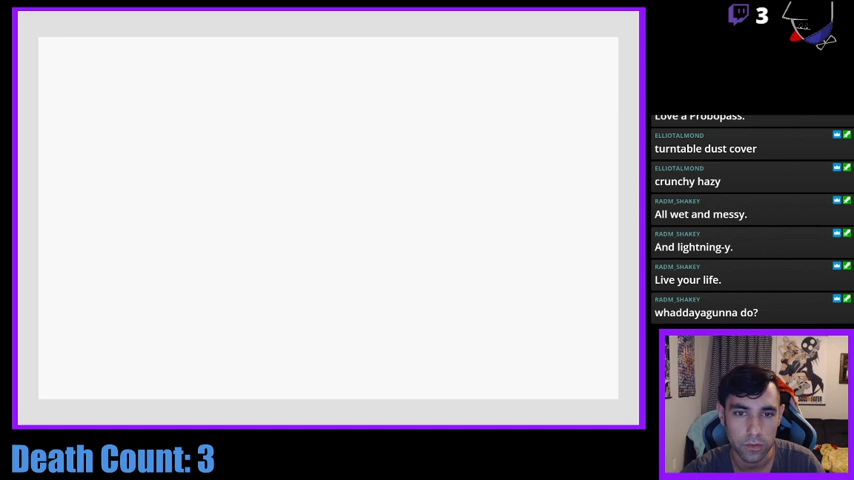 3
Love a Probopass.
ELLIOTALMOND
turntable dust cover
ELLIOTALMOND
crunchy hazy
RADM_SHAKEY
All wet and messy.
RADM_SHAKEY
And lightning-y.
RADM_SHAKEY
Live your life.
RADM_SHAKEY
whaddayagunna do?
Death Count: 3